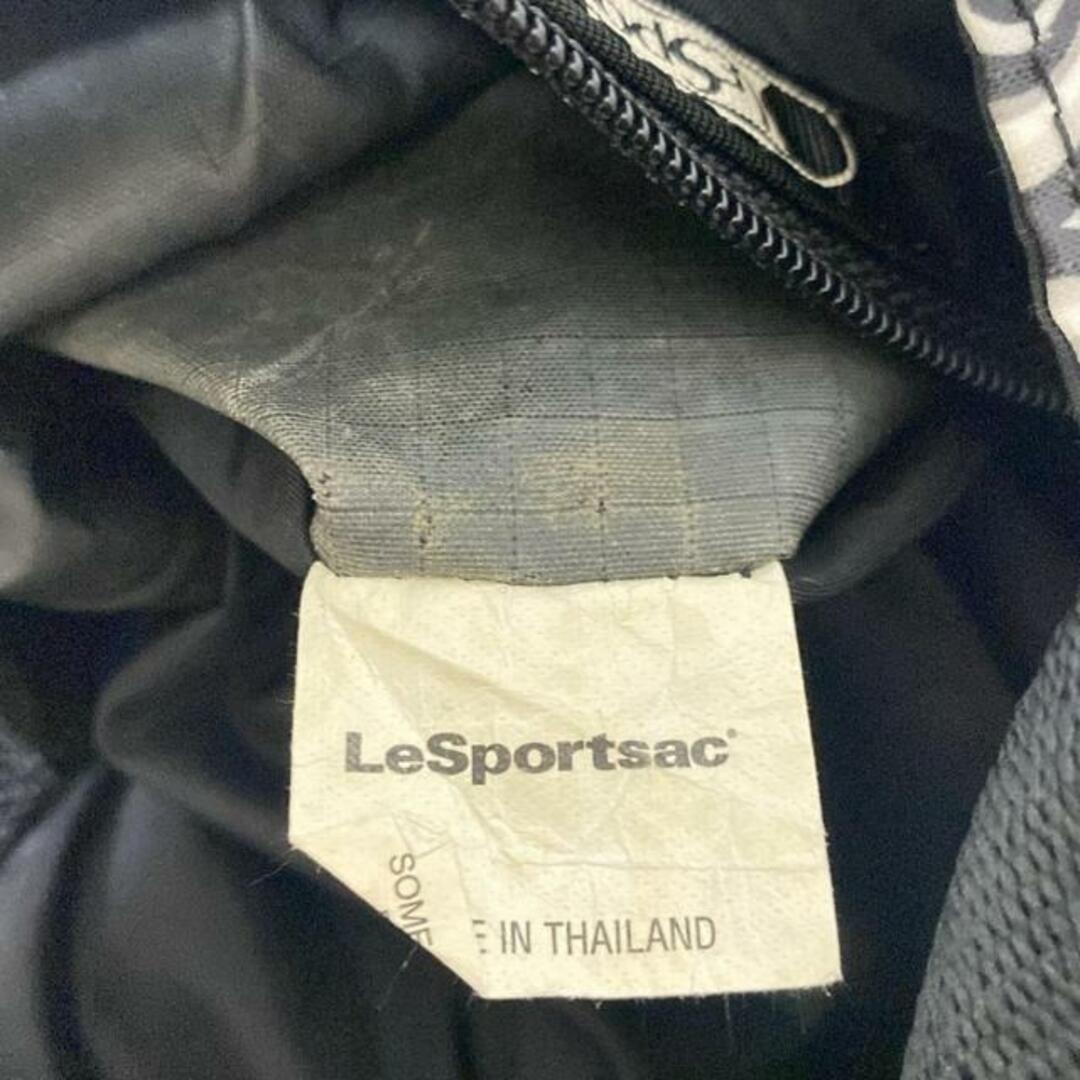 LeSportsac
SOME
E IN THAILAND